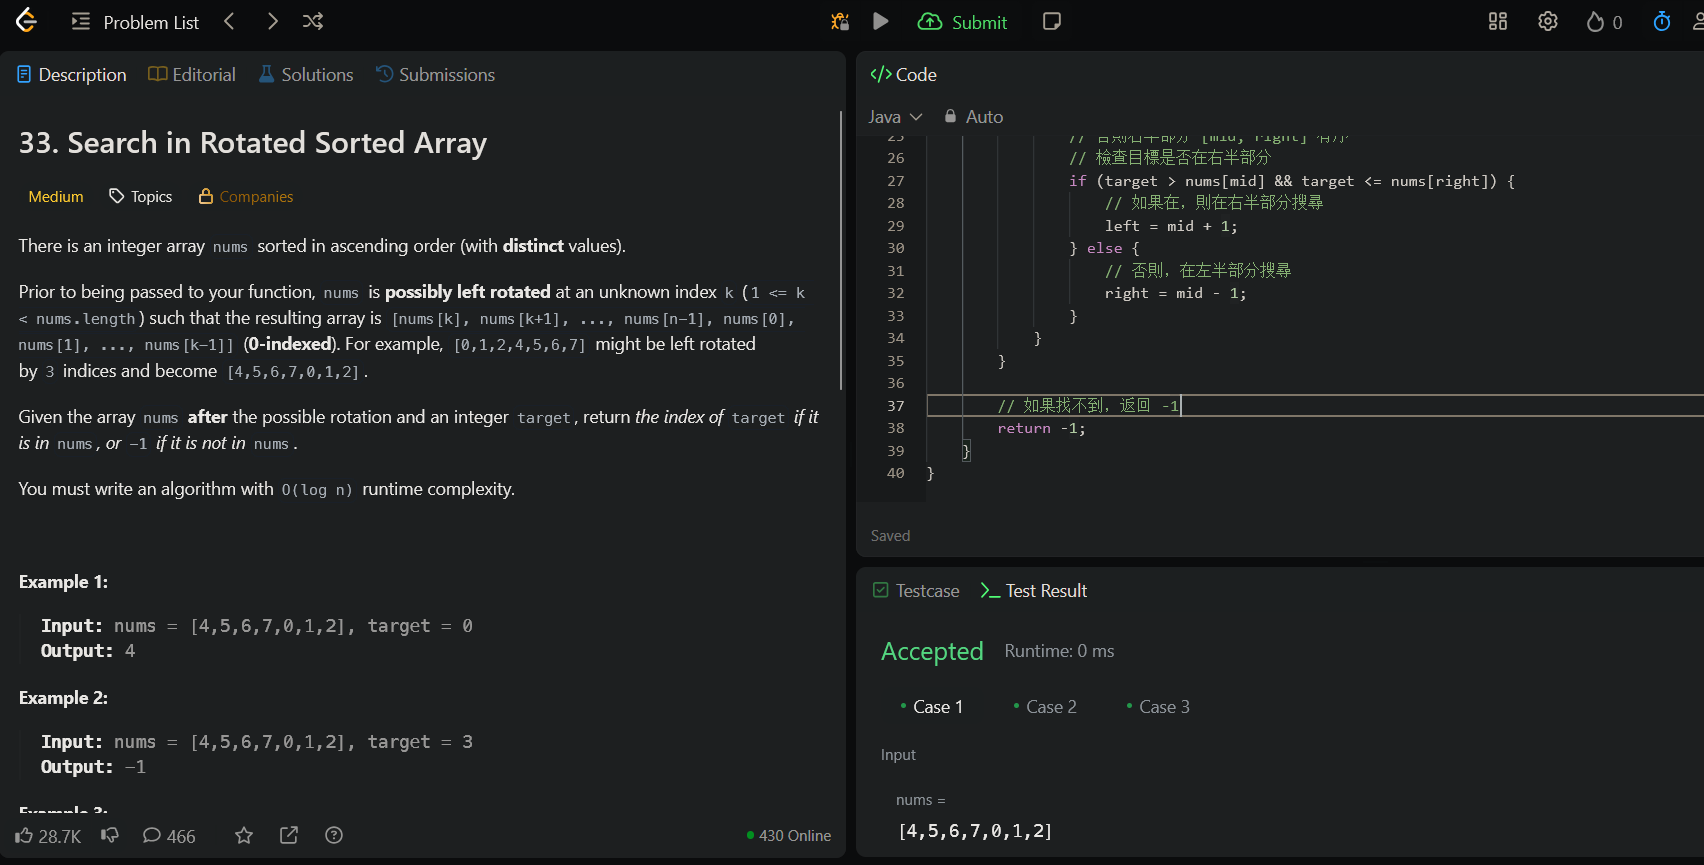 Problem List
Submit
0
Description Editorial Solutions Submissions
33. Search in Rotated Sorted Array
Medium Topics Companies
There is an integer array nums sorted in ascending order (with distinct values).
Prior to being passed to your function, nums is possibly left rotated at an unknown index k (1 <= k
< nums.length) such that the resulting array is [nums[k], nums[k+1], ..., nums[n-1], nums[0],
nums[1], ..., nums[k-1]] (0-indexed). For example, [0,1,2,4,5,6,7] might be left rotated
by 3 indices and become [4,5,6,7,0,1,2].
Given the array nums after the possible rotation and an integer target, return the index of target if it
is in nums, or -1 if it is not in nums.
You must write an algorithm with O(log n) runtime complexity.
Example 1:
Input: nums = [4,5,6,7,0,1,2], target = 0
Output: 4
Example 2:
Input: nums = [4,5,6,7,0,1,2], target = 3
Output: -1
Example 3:
28.7K 466
430 Online
Code
Java Auto
25 // 否則右半部分 [mid, right] 有序
26 // 檢查目標是否在右半部分
27 if (target > nums[mid] && target <= nums[right]) {
28 // 如果在，則在右半部分搜尋
29 left = mid + 1;
30 } else {
31 // 否則，在左半部分搜尋
32 right = mid - 1;
33 }
34 }
35 }
36
37 // 如果找不到，返回 -1
38 return -1;
39 }
40 }
Saved
Testcase Test Result
Accepted Runtime: 0 ms
Case 1 Case 2 Case 3
Input
nums =
[4,5,6,7,0,1,2]